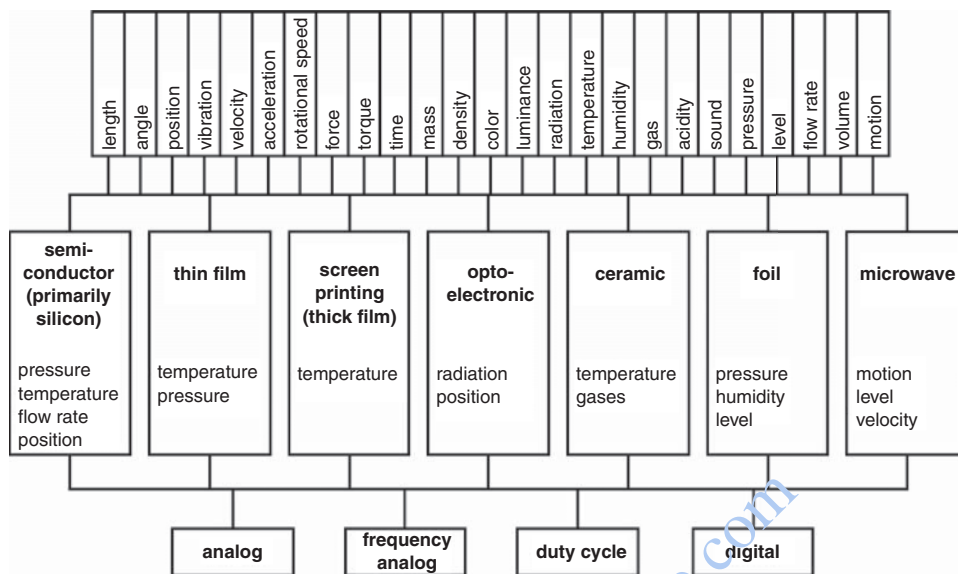 length
angle
position
vibration
velocity
acceleration
rotational speed
force
torque
time
mass
density
color
luminance
radiation
temperature
humidity
gas
acidity
sound
pressure
level
flow rate
volume
motion
semi-
conductor
(primarily
silicon)
pressure
temperature
flow rate
position
thin film
temperature
pressure
screen
printing
(thick film)
temperature
opto-
electronic
radiation
position
ceramic
temperature
gases
foil
pressure
humidity
level
microwave
motion
level
velocity
analog
frequency
analog
duty cycle
digital
com